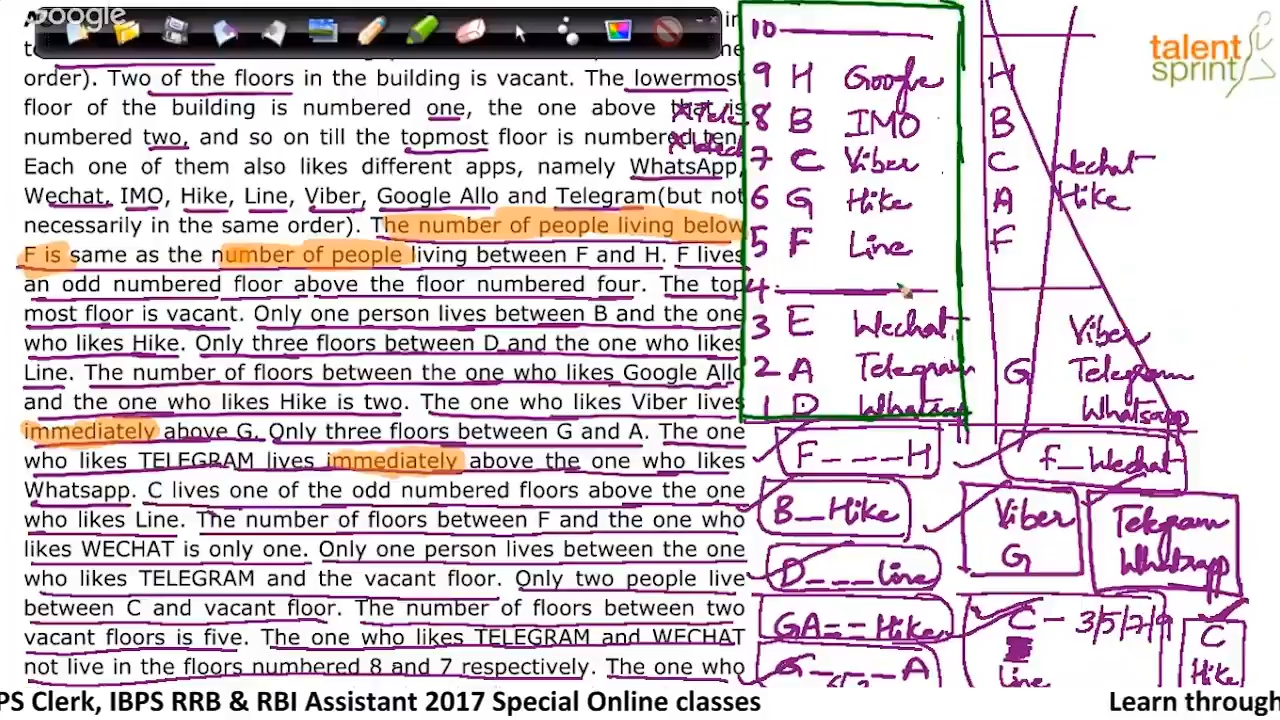 Google
in
order). Two of the floors in the building is vacant. The lowermost
floor of the building is numbered one, the one above that is
numbered two, and so on till the topmost floor is numbered ten.
Each one of them also likes different apps, namely WhatsApp,
Wechat, IMO, Hike, Line, Viber, Google Allo and Telegram(but not
necessarily in the same order). The number of people living below
F is same as the number of people living between F and H. F lives
an odd numbered floor above the floor numbered four. The top
most floor is vacant. Only one person lives between B and the one
who likes Hike. Only three floors between D and the one who likes
Line. The number of floors between the one who likes Google Allo
and the one who likes Hike is two. The one who likes Viber lives
immediately above G. Only three floors between G and A. The one
who likes TELEGRAM lives immediately above the one who likes
Whatsapp. C lives one of the odd numbered floors above the one
who likes Line. The number of floors between F and the one who
likes WECHAT is only one. Only one person lives between the one
who likes TELEGRAM and the vacant floor. Only two people live
between C and vacant floor. The number of floors between two
vacant floors is five. The one who likes TELEGRAM and WECHAT
not live in the floors numbered 8 and 7 respectively. The one who
10
9 H Google
8 B IMO
7 C Viber
6 G Hike
5 F Line
4
3 E Wechat
2 A Telegram
1 D Whatsap
H
B
C Wechat
A Hike
F
Viber
G Telegram
Whatsapp
F _ _ _ H
F _ Wechat
B _ Hike
Viber
G
Telegram
Whatsapp
D _ _ _ Line
GA _ _ Hike
C - 3/5/7/9
Line
C
Hike
G _ _ _ A
talent
sprint
PS Clerk, IBPS RRB & RBI Assistant 2017 Special Online classes
Learn through